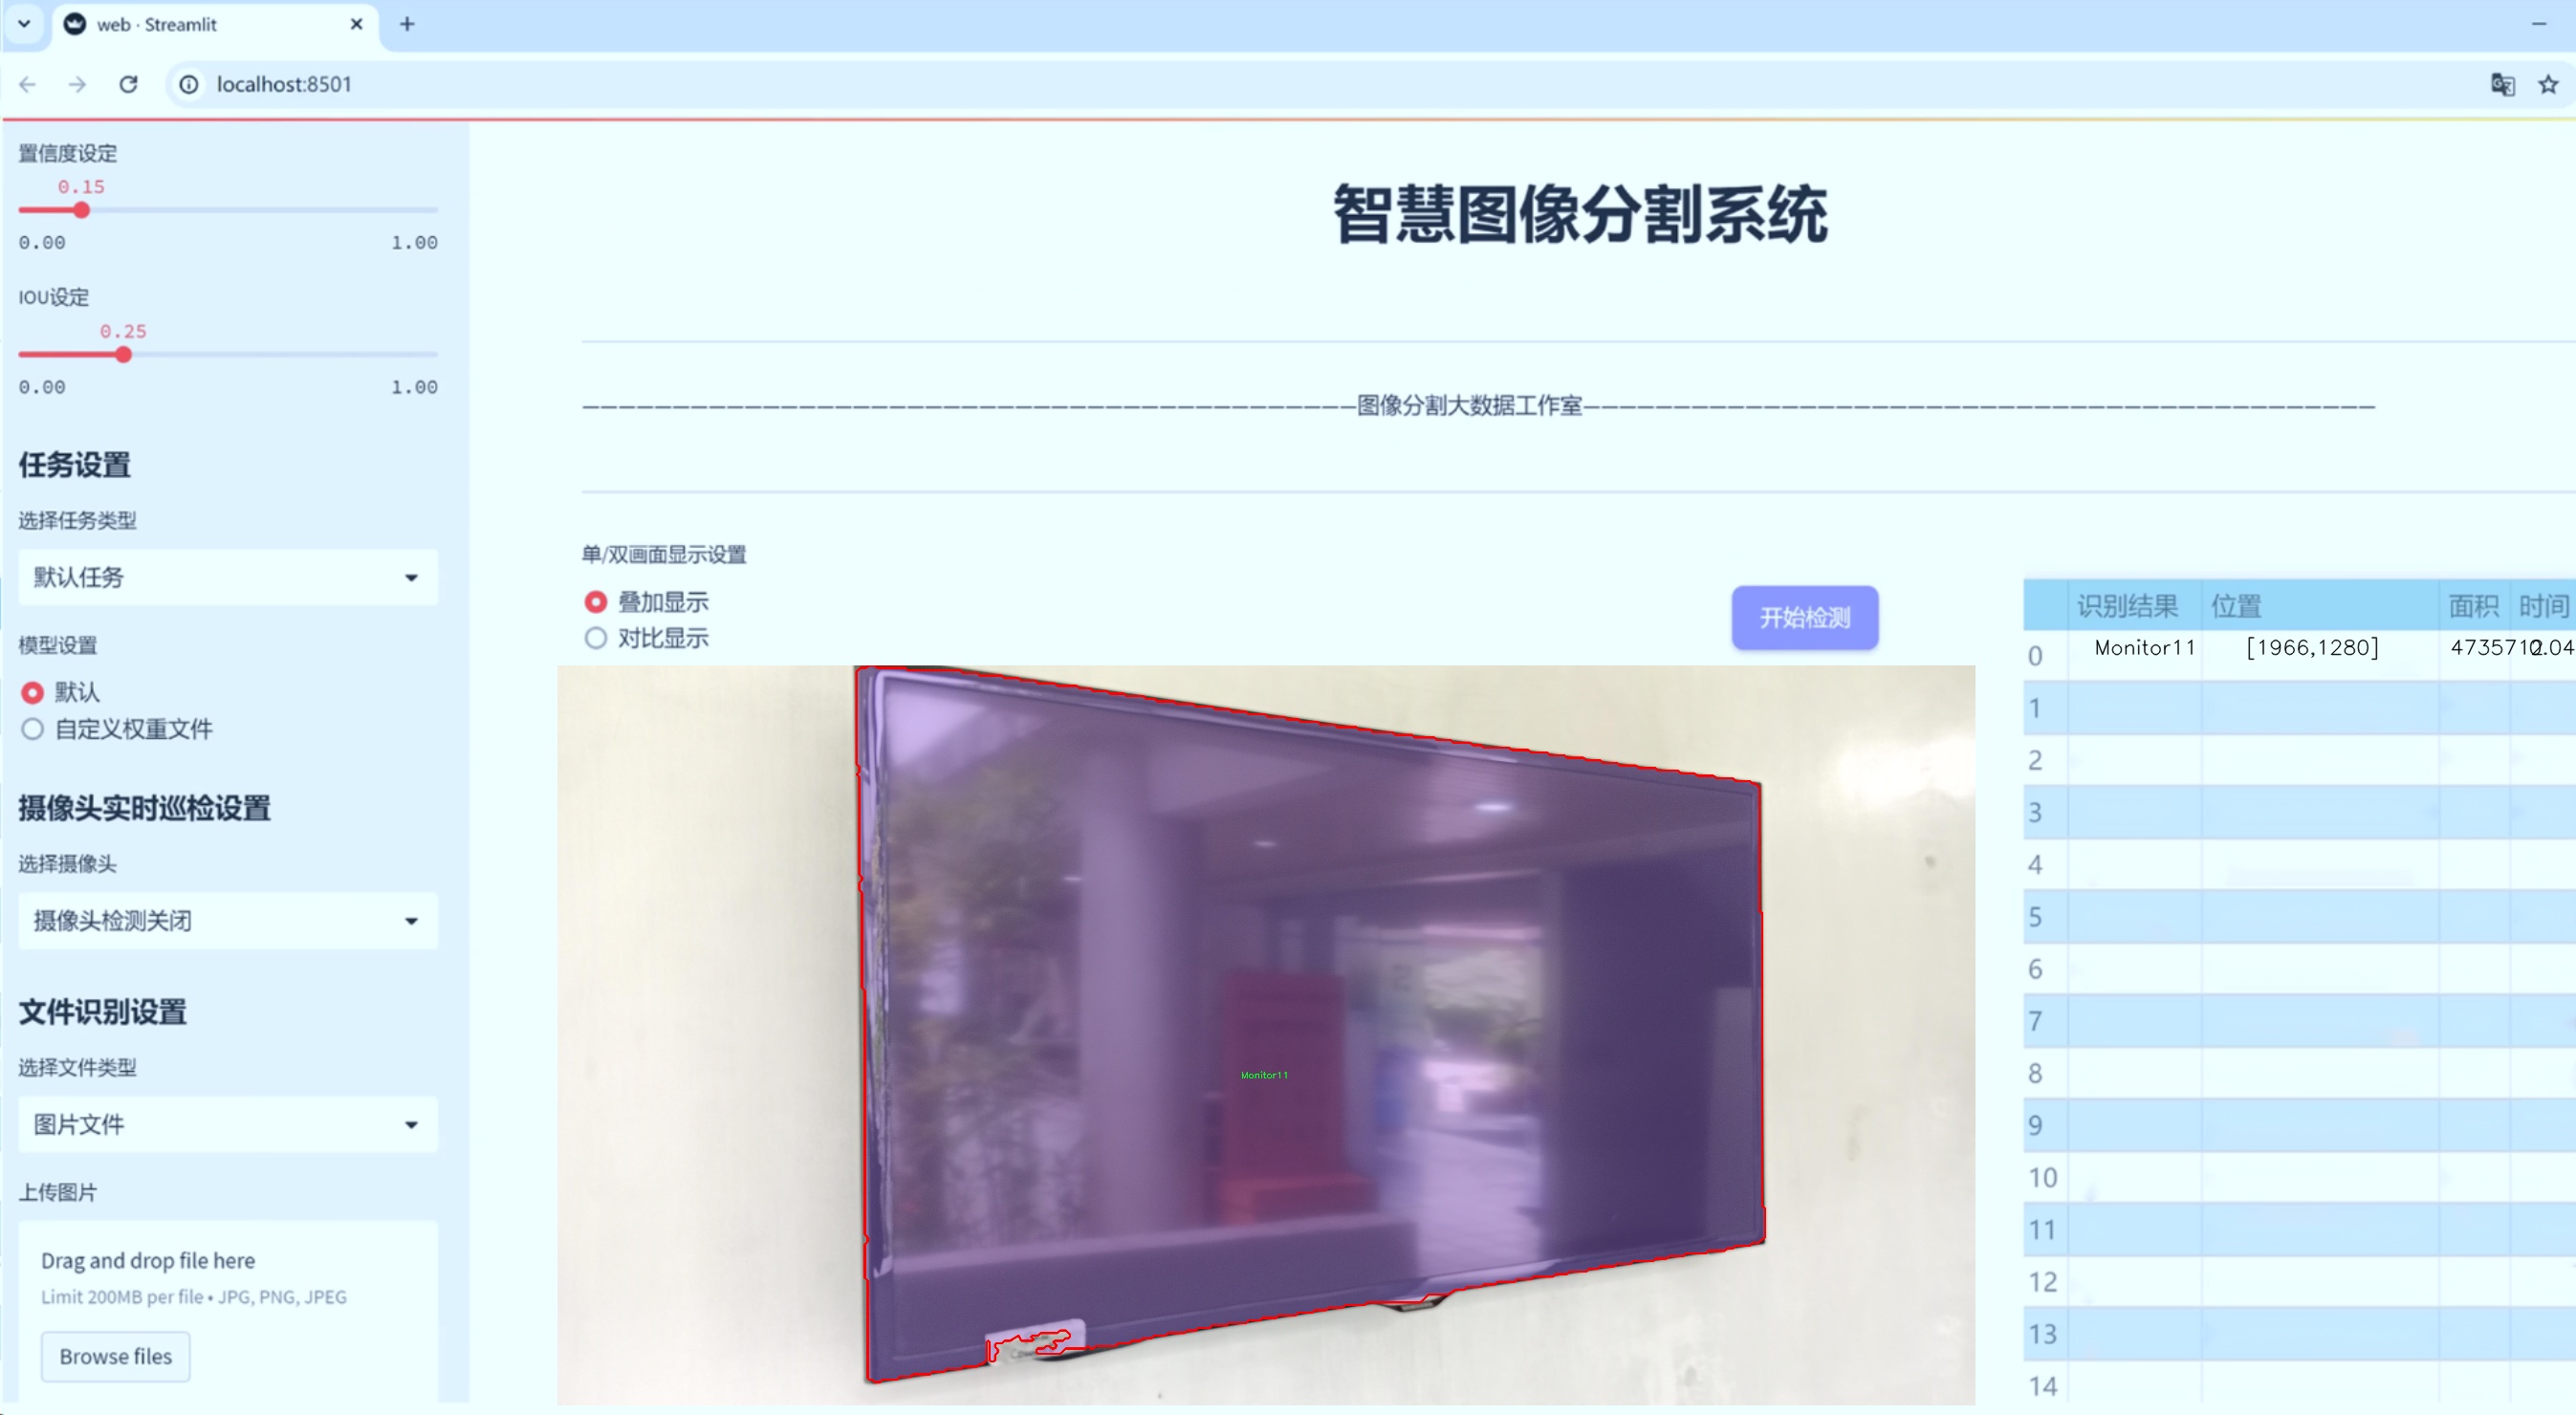 web · Streamlit
localhost:8501
置信度设定
0.15
0.00 1.00
IOU设定
0.25
0.00 1.00
任务设置
选择任务类型
默认任务
模型设置
默认
自定义权重文件
摄像头实时巡检设置
选择摄像头
摄像头检测关闭
文件识别设置
选择文件类型
图片文件
上传图片
Drag and drop file here
Limit 200MB per file • JPG, PNG, JPEG
Browse files
智慧图像分割系统
图像分割大数据工作室
单/双画面显示设置
叠加显示
对比显示
开始检测
Monitor11
识别结果 位置 面积 时间
0 Monitor11 [1966,1280]
1
2
3
4
5
6
7
8
9
10
11
12
13
14